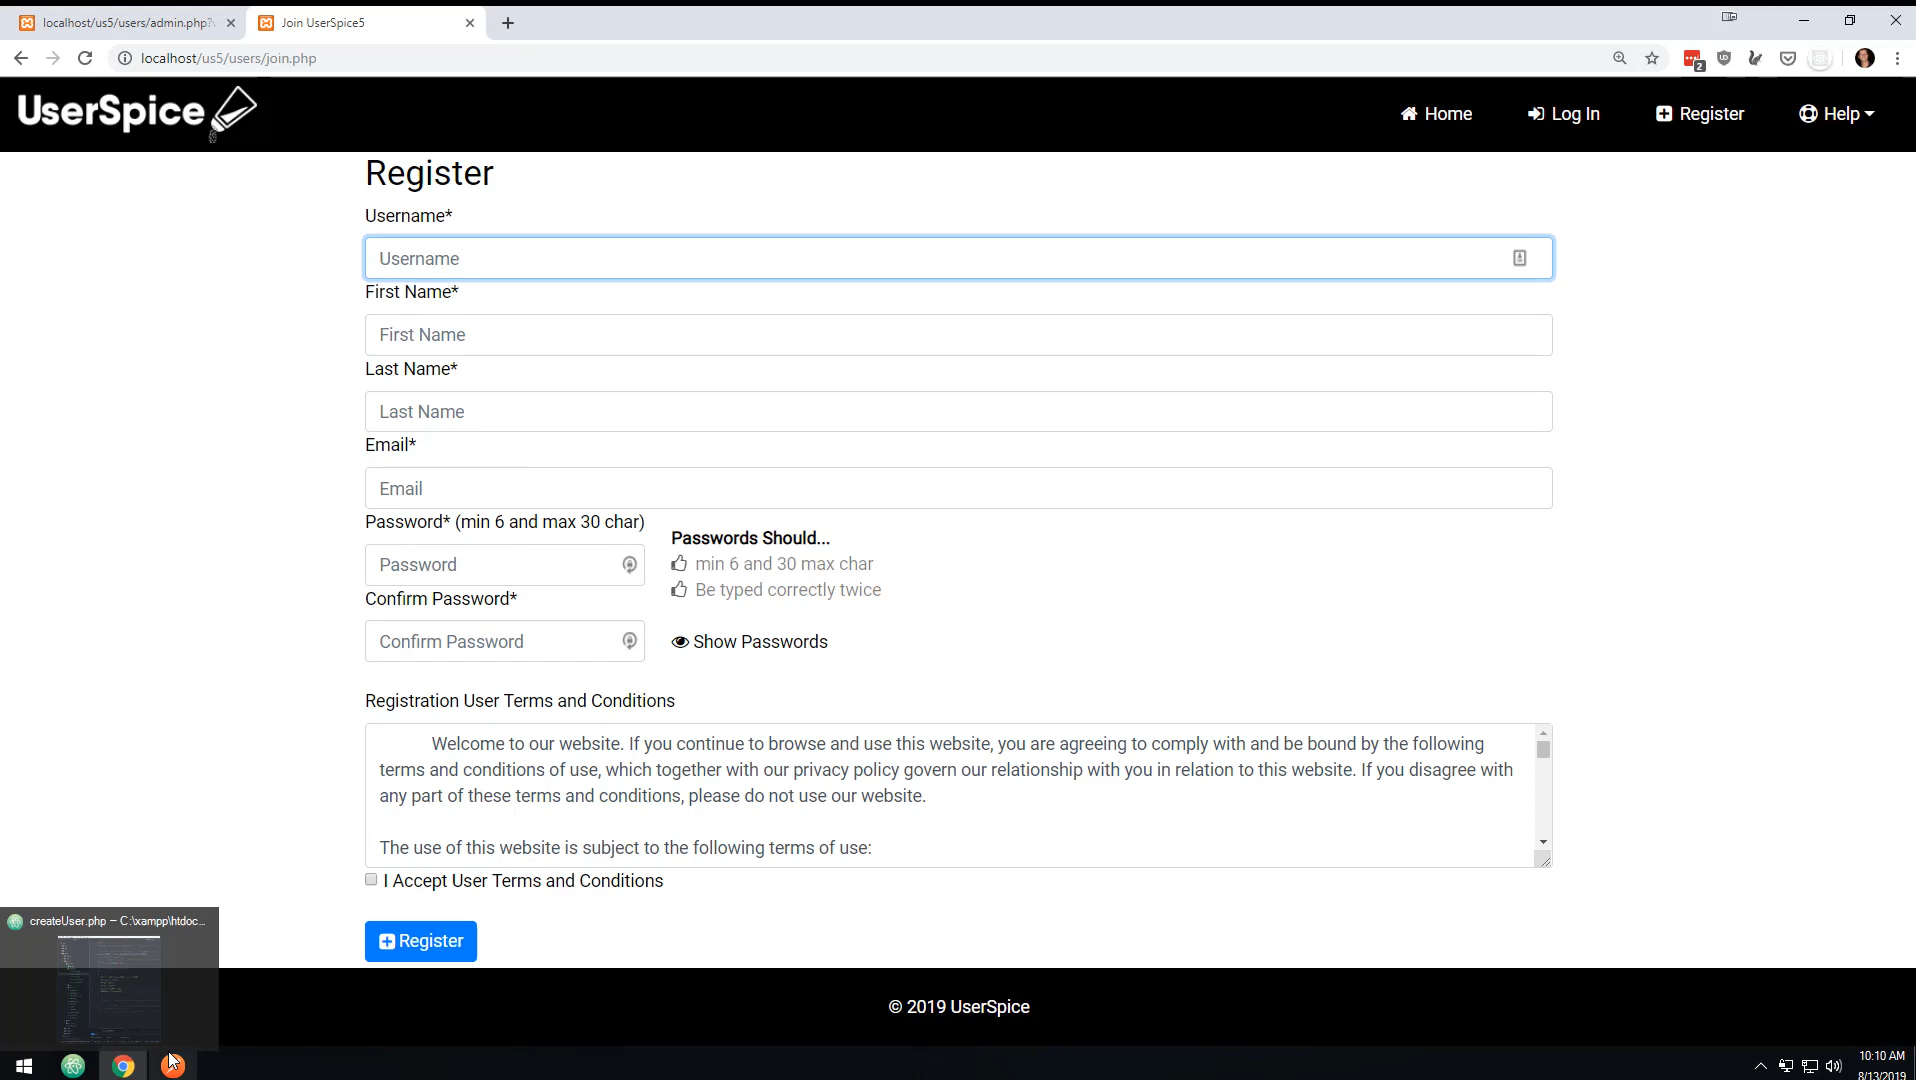 localhost/us5/users/admin.php?
Join UserSpice5
localhost/us5/users/join.php
2
UserSpice
Home
Log In
Register
Help
Register
Username*
Username
First Name*
First Name
Last Name*
Last Name
Email*
Email
Password* (min 6 and max 30 char)
Password
Passwords Should...
min 6 and 30 max char
Be typed correctly twice
Confirm Password*
Confirm Password
Show Passwords
Registration User Terms and Conditions
Welcome to our website. If you continue to browse and use this website, you are agreeing to comply with and be bound by the following
terms and conditions of use, which together with our privacy policy govern our relationship with you in relation to this website. If you disagree with
any part of these terms and conditions, please do not use our website.
The use of this website is subject to the following terms of use:
I Accept User Terms and Conditions
Register
createUser.php – C:\xampp\htdoc...
© 2019 UserSpice
10:10 AM
8/13/2019